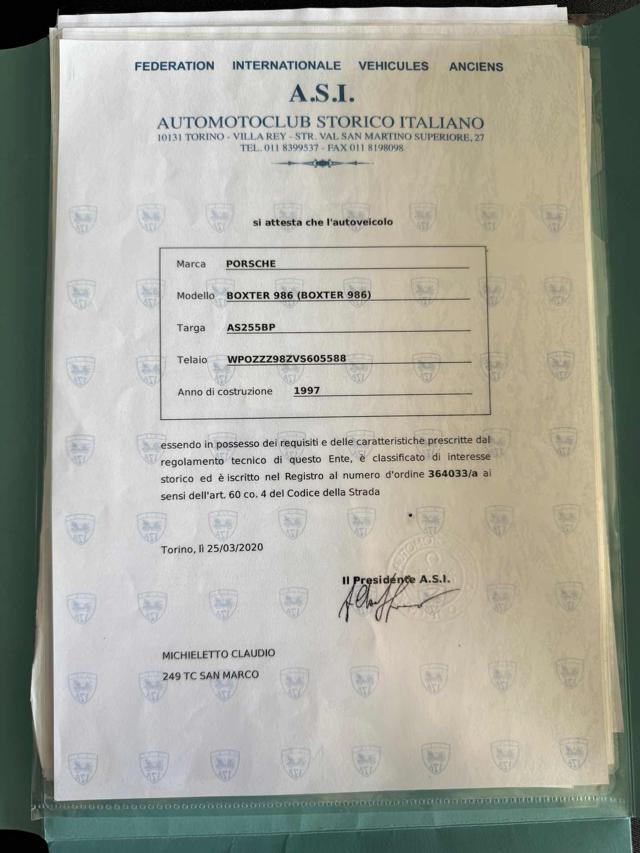 FEDERATION INTERNATIONALE VEHICULES ANCIENS
A.S.I.
AUTOMOTOCLUB STORICO ITALIANO
10131 TORINO - VILLA REY - STR. VAL SAN MARTINO SUPERIORE, 27
TEL. 011 8399537 - FAX 011 8198098
si attesta che l'autoveicolo
Marca PORSCHE
Modello BOXTER 986 (BOXTER 986)
Targa AS255BP
Telaio WPOZZZ98ZVS605588
Anno di costruzione 1997
essendo in possesso dei requisiti e delle caratteristiche prescritte dal
regolamento tecnico di questo Ente, è classificato di interesse
storico ed è iscritto nel Registro al numero d'ordine 364033/a ai
sensi dell'art. 60 co. 4 del Codice della Strada
Torino, lì 25/03/2020
Il Presidente A.S.I.
MICHIELETTO CLAUDIO
249 TC SAN MARCO